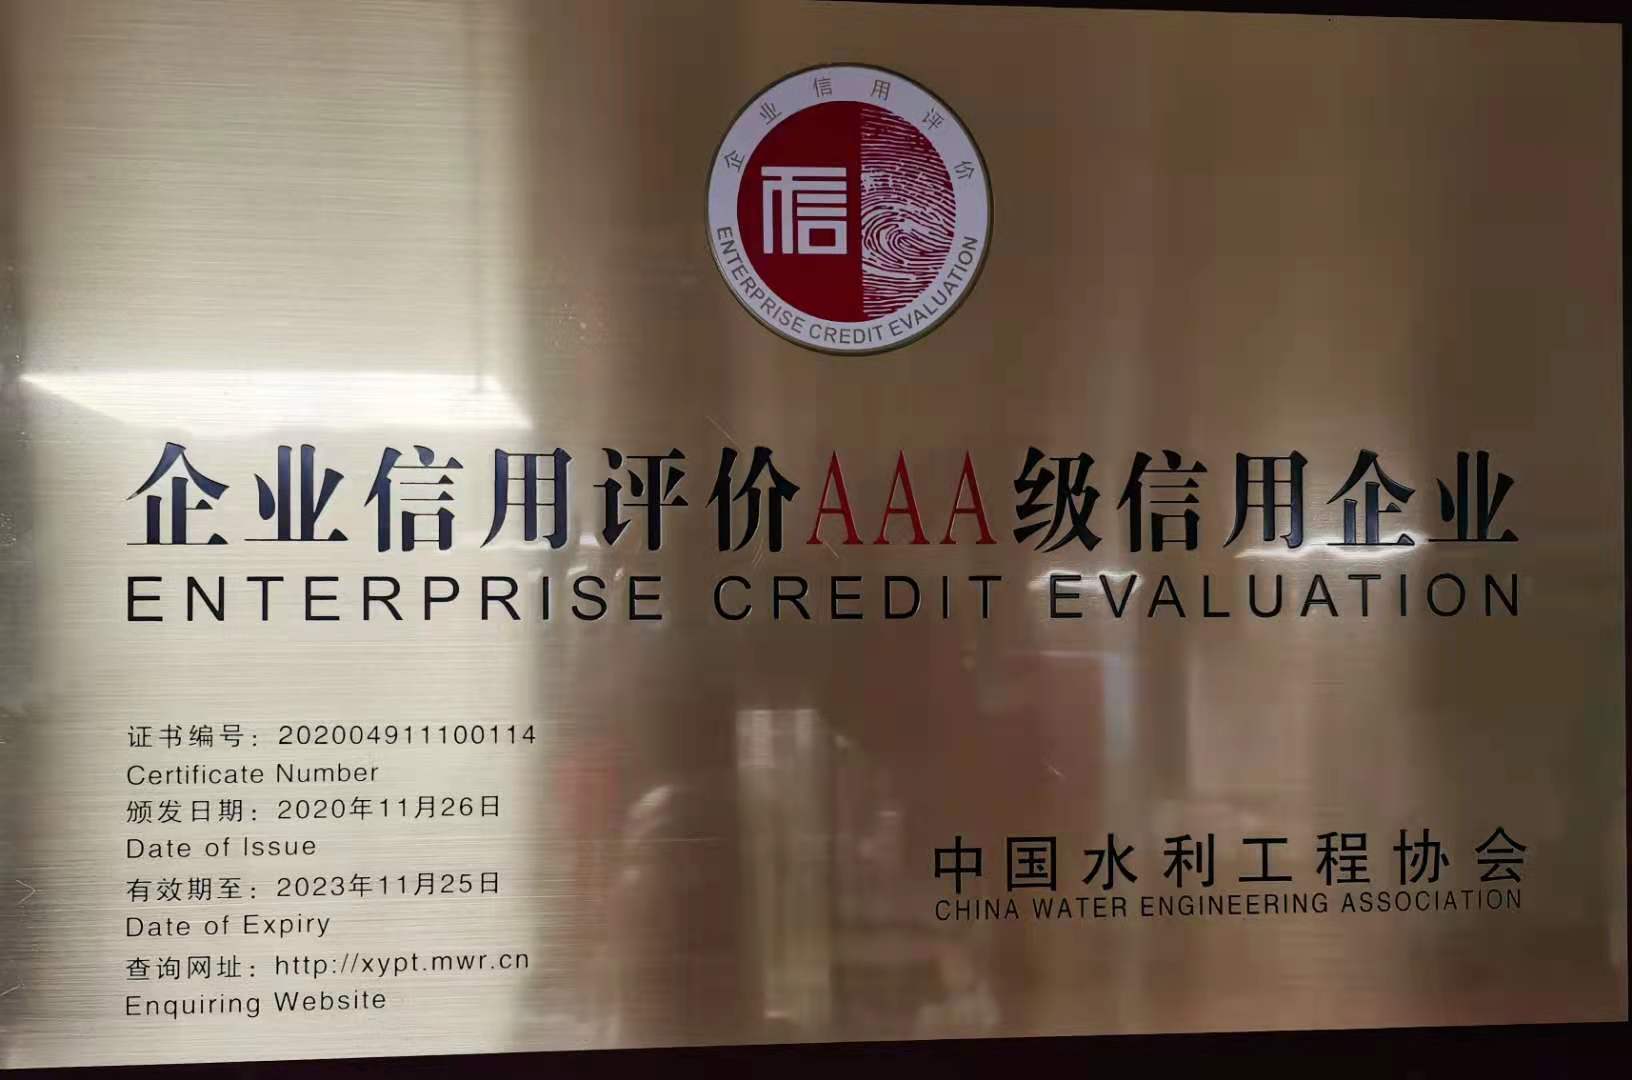 企业信用评价
信
ENTERPRISE CREDIT EVALUATION
企业信用评价AAA级信用企业
ENTERPRISE CREDIT EVALUATION
证书编号：202004911100114
Certificate Number
颁发日期：2020年11月26日
Date of Issue
有效期至：2023年11月25日
Date of Expiry
查询网址：http://xypt.mwr.cn
Enquiring Website
中国水利工程协会
CHINA WATER ENGINEERING ASSOCIATION